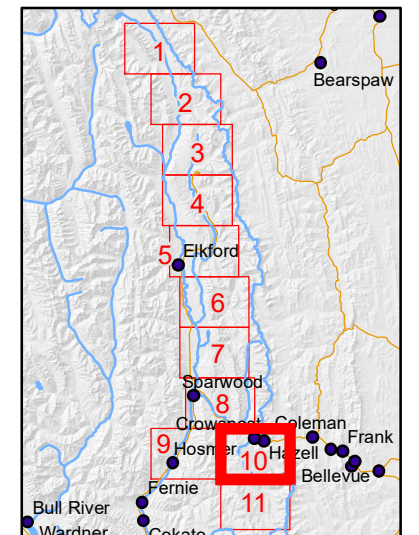 1
Bearspaw
2
3
4
5 Elkford
6
7
Sparwood
8
Crowsnest Coleman
9 Hosmer 10 Hazell Frank
Bellevue
Fernie
11
Bull River
Wardner Cokato